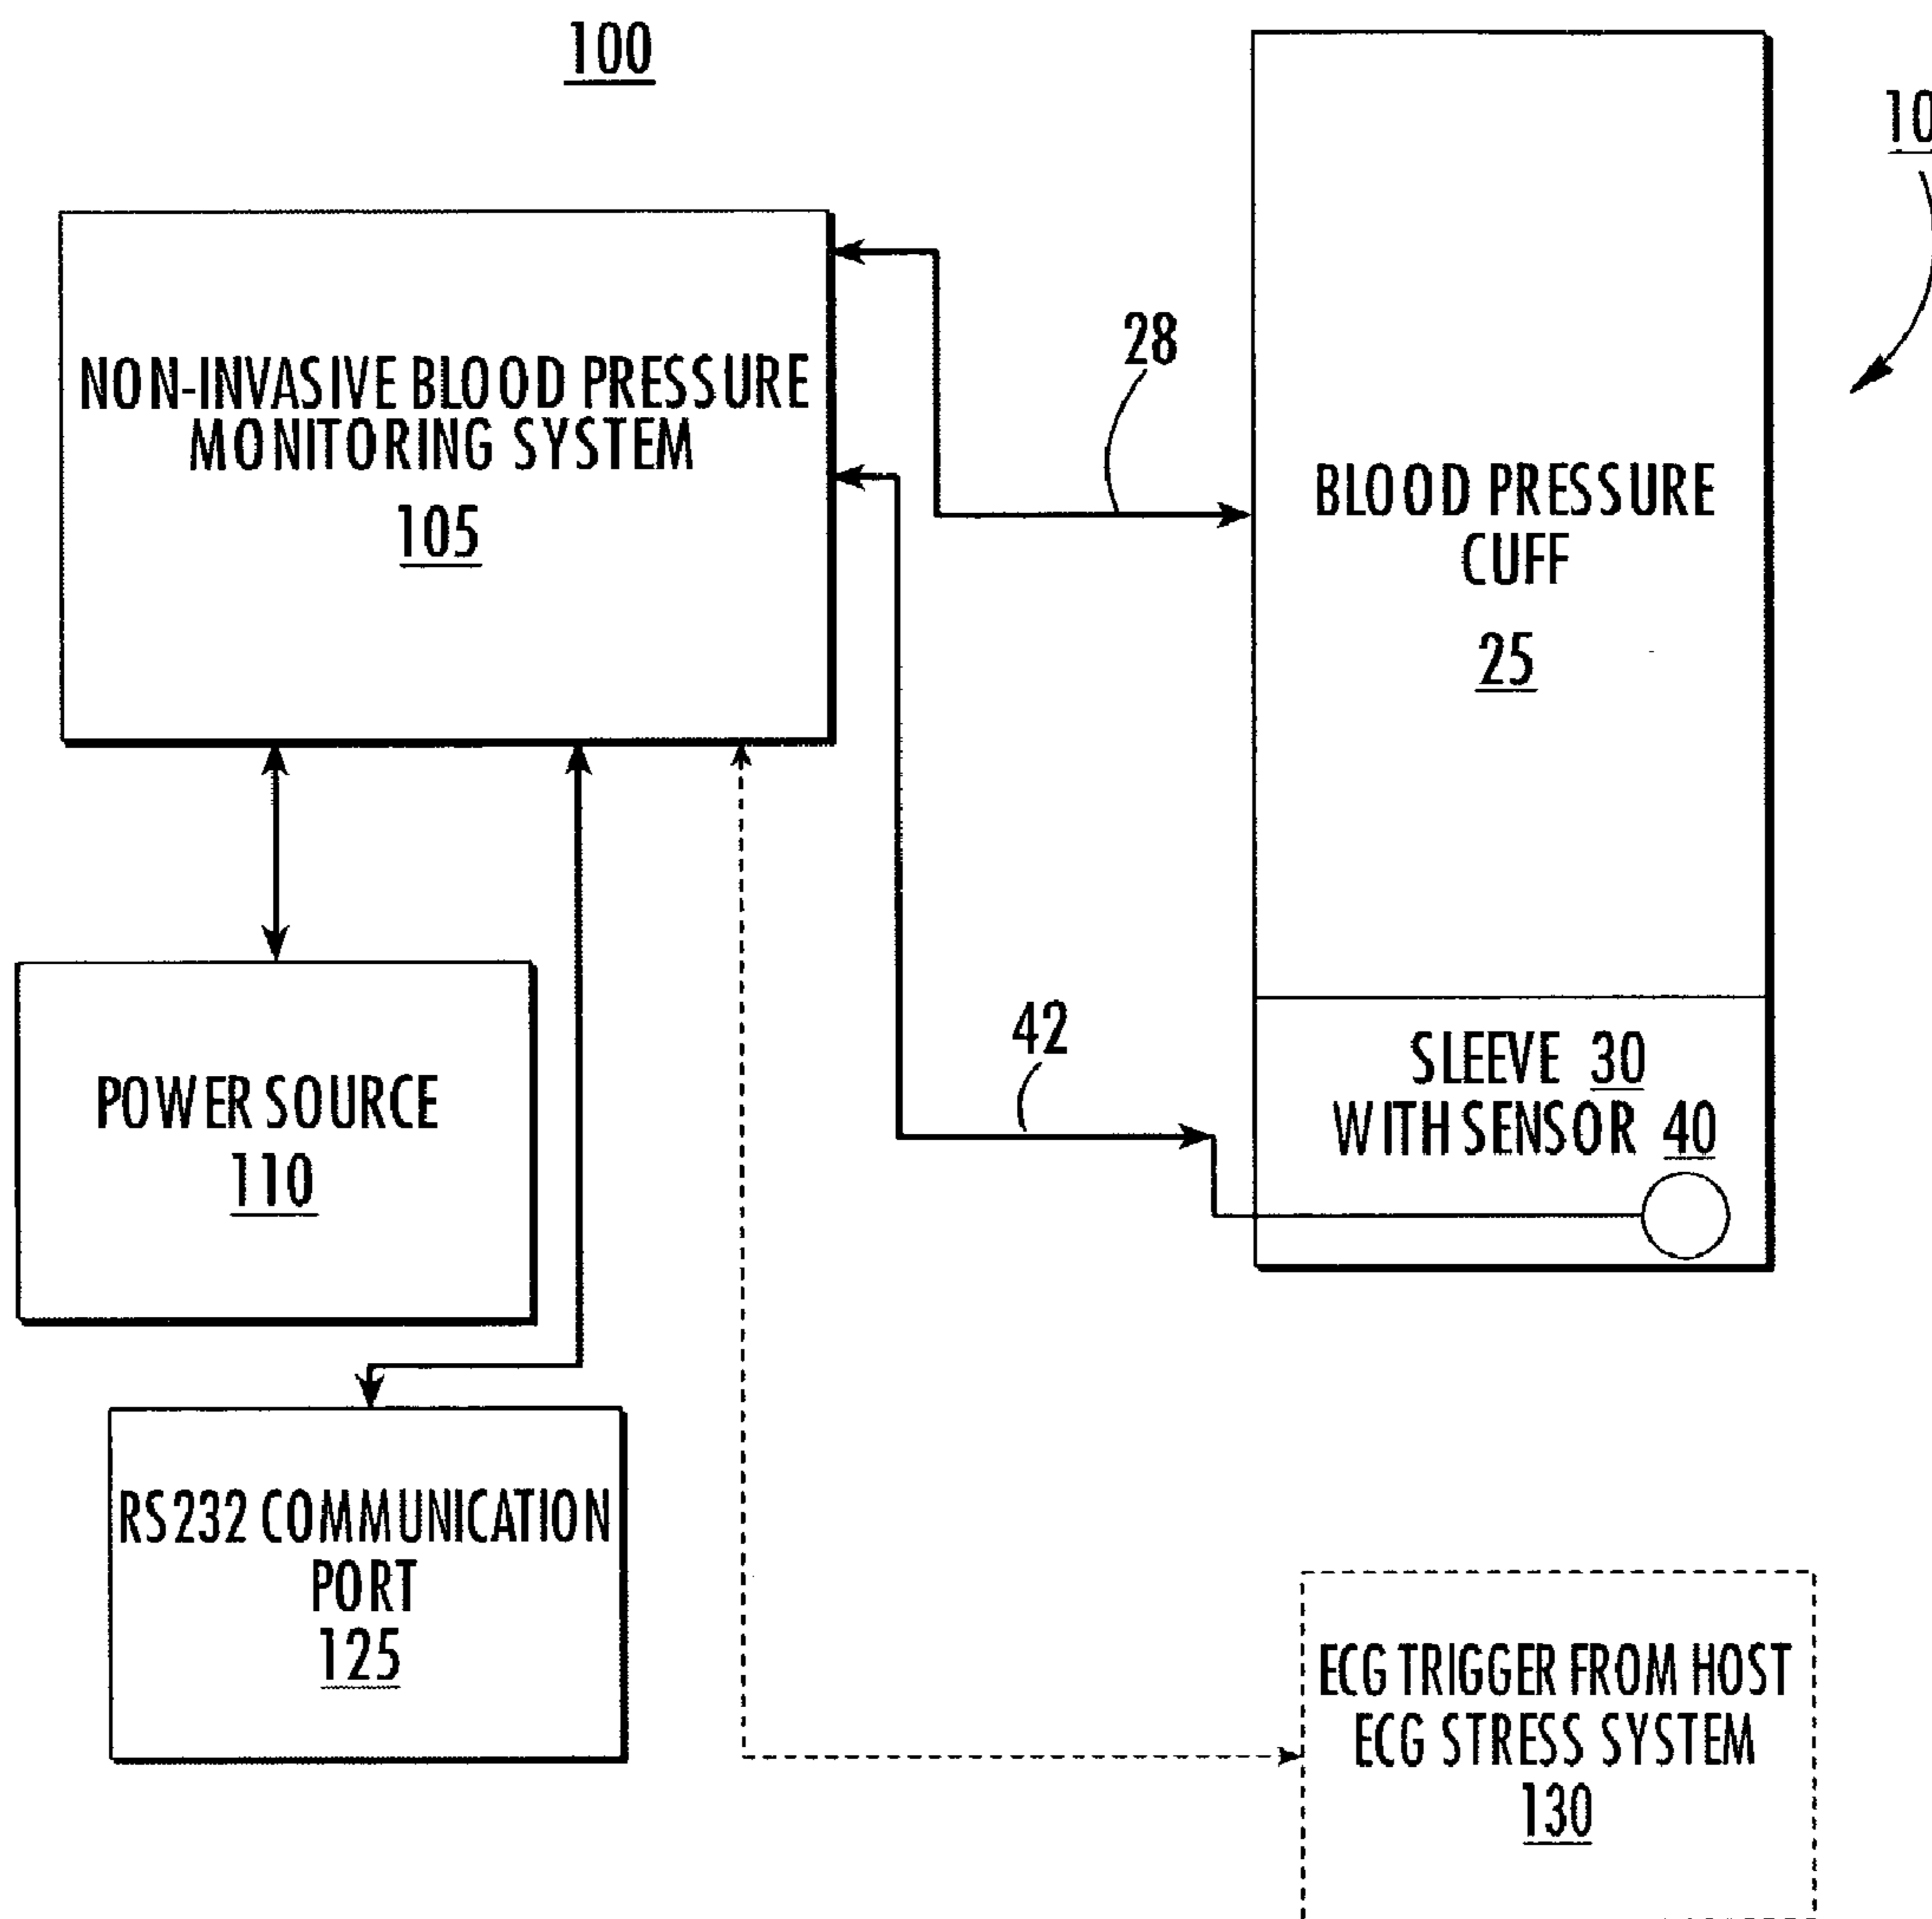 100
10
NON-INVASIVE BLOOD PRESSURE
MONITORING SYSTEM
105
28
BLOOD PRESSURE
CUFF
25
42
SLEEVE 30
WITH SENSOR 40
POWER SOURCE
110
RS232 COMMUNICATION
PORT
125
ECG TRIGGER FROM HOST
ECG STRESS SYSTEM
130